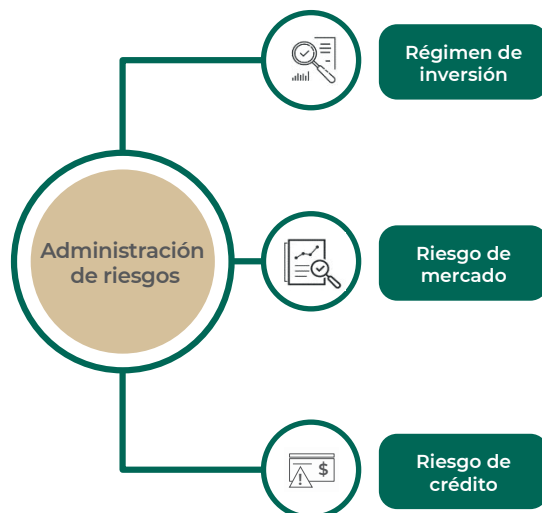 Régimen de
inversión
Administración
de riesgos
Riesgo de
mercado
$
Riesgo de
crédito